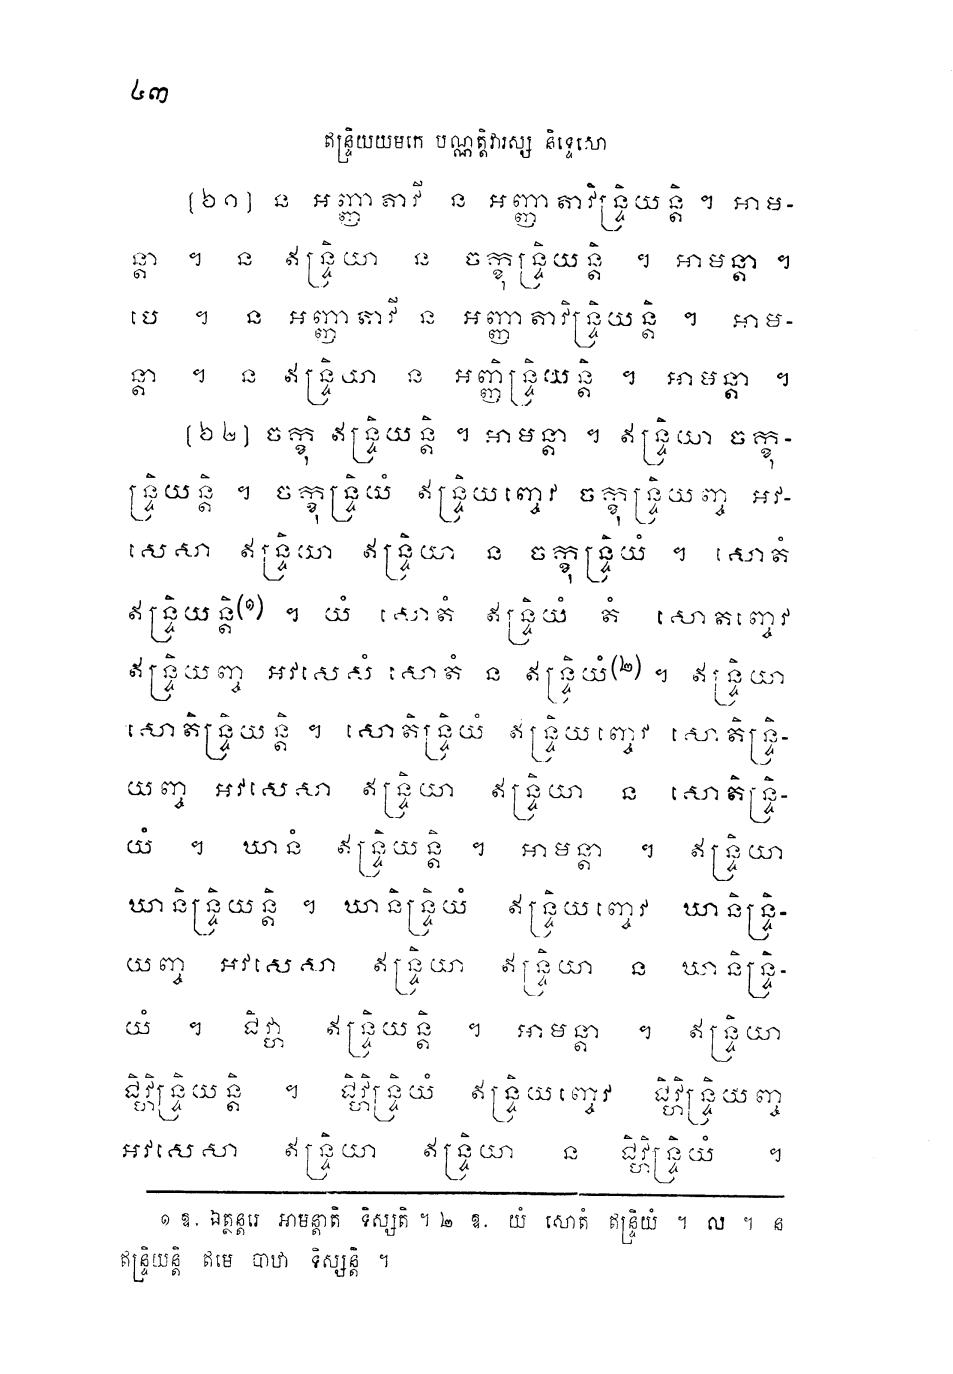 ៤៣
ឥន្ទ្រិយយមកេ បណ្ណត្តិវារស្ស និទ្ទេសោ
[៦១] ន អញ្ញាតាវី ន អញ្ញាតាវិន្ទ្រិយន្តិ ។ អាម-
ន្តា ។ ន ឥន្ទ្រិយា ន ចក្ខុន្ទ្រិយន្តិ ។ អាមន្តា ។
បេ ។ ន អញ្ញាតាវី ន អញ្ញាតាវិន្ទ្រិយន្តិ ។ អាម-
ន្តា ។ ន ឥន្ទ្រិយា ន អញ្ញិន្ទ្រិយន្តិ ។ អាមន្តា ។
[៦២] ចក្ខុ ឥន្ទ្រិយន្តិ ។ អាមន្តា ។ ឥន្ទ្រិយា ចក្ខុ-
ន្ទ្រិយន្តិ ។ ចក្ខុន្ទ្រិយំ ឥន្ទ្រិយញ្ចេវ ចក្ខុន្ទ្រិយញ្ច អវ-
សេសា ឥន្ទ្រិយា ឥន្ទ្រិយា ន ចក្ខុន្ទ្រិយំ ។ សោតំ
ឥន្ទ្រិយន្តិ(១) ។ យំ សោតំ ឥន្ទ្រិយំ តំ សោតញ្ចេវ
ឥន្ទ្រិយញ្ច អវសេសំ សោតំ ន ឥន្ទ្រិយំ(២) ។ ឥន្ទ្រិយា
សោតិន្ទ្រិយន្តិ ។ សោតិន្ទ្រិយំ ឥន្ទ្រិយញ្ចេវ សោតិន្ទ្រិ-
យញ្ច អវសេសា ឥន្ទ្រិយា ឥន្ទ្រិយា ន សោតិន្ទ្រិ-
យំ ។ ឃានំ ឥន្ទ្រិយន្តិ ។ អាមន្តា ។ ឥន្ទ្រិយា
ឃានិន្ទ្រិយន្តិ ។ ឃានិន្ទ្រិយំ ឥន្ទ្រិយញ្ចេវ ឃានិន្ទ្រិ-
យញ្ច អវសេសា ឥន្ទ្រិយា ឥន្ទ្រិយា ន ឃានិន្ទ្រិ-
យំ ។ ជិវ្ហា ឥន្ទ្រិយន្តិ ។ អាមន្តា ។ ឥន្ទ្រិយា
ជិវ្ហិន្ទ្រិយន្តិ ។ ជិវ្ហិន្ទ្រិយំ ឥន្ទ្រិយញ្ចេវ ជិវ្ហិន្ទ្រិយញ្ច
អវសេសា ឥន្ទ្រិយា ឥន្ទ្រិយា ន ជិវ្ហិន្ទ្រិយំ ។
១ ឱ. ឯត្ថន្តរេ អាមន្តាតិ ទិស្សតិ ។ ២ ឱ. យំ សោតំ ឥន្ទ្រិយំ ។ ល ។ ន
ឥន្ទ្រិយន្តិ ឥមេ បាឋា ទិស្សន្តិ ។